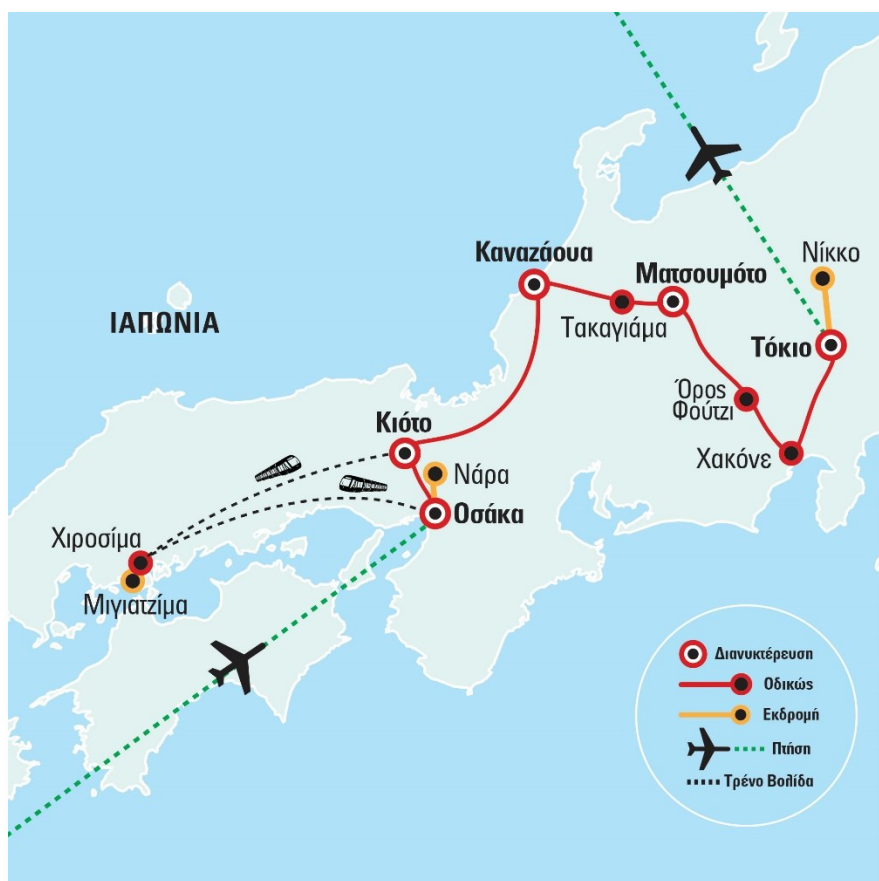 Καναζάουα
Ματσουμότο
Νίκκο
ΙΑΠΩΝΙΑ
Τακαγιάμα
Τόκιο
Όρος
Φούτζι
Κιότο
Νάρα
Χακόνε
Οσάκα
Χιροσίμα
Μιγιατζίμα
Διανυκτέρευση
Οδικώς
Εκδρομή
Πτήση
Τρένο Βολίδα